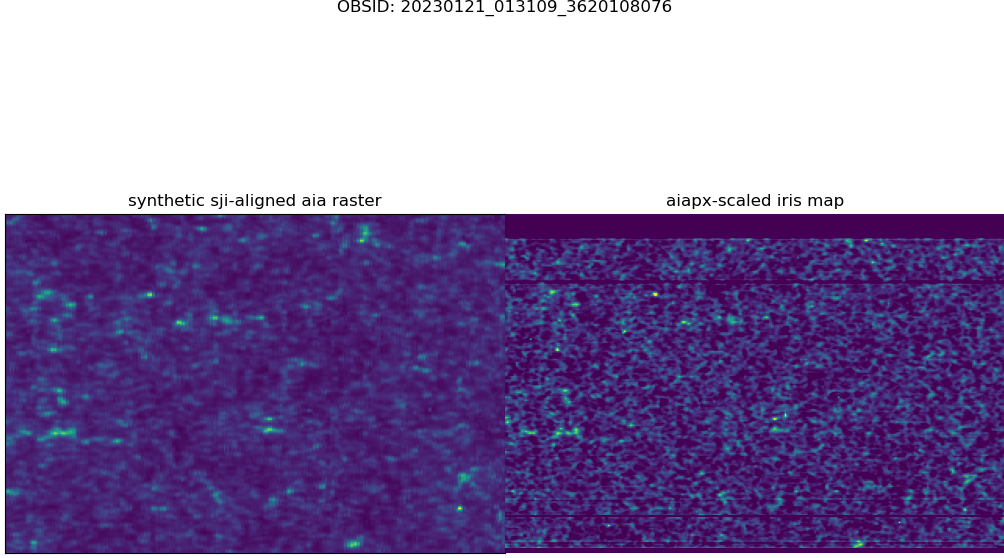 OBSID: 20230121_013109_3620108076
synthetic sji-aligned aia raster
aiapx-scaled iris map